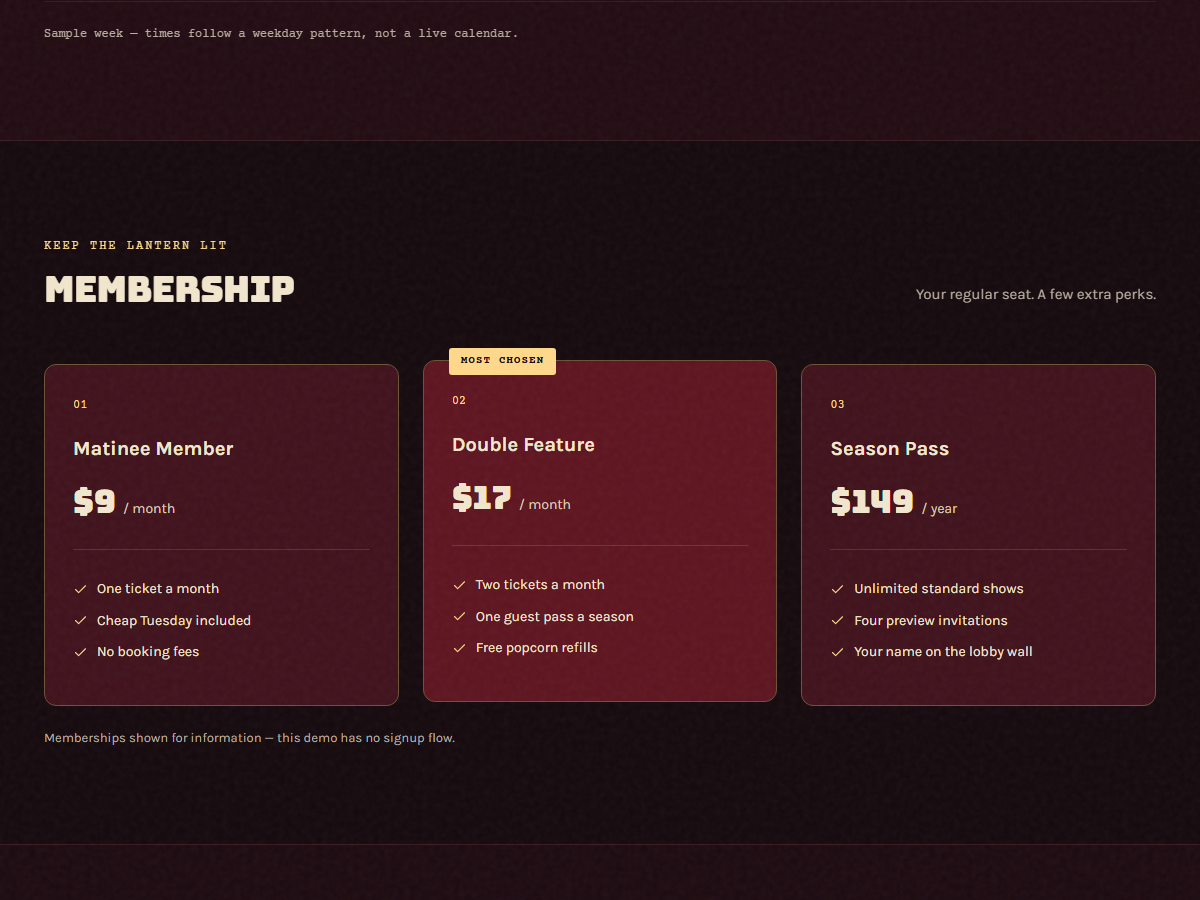 Sample week — times follow a weekday pattern, not a live calendar.
KEEP THE LANTERN LIT
MEMBERSHIP
Your regular seat. A few extra perks.
01
Matinee Member
$9 / month
One ticket a month
Cheap Tuesday included
No booking fees
MOST CHOSEN
02
Double Feature
$17 / month
Two tickets a month
One guest pass a season
Free popcorn refills
03
Season Pass
$149 / year
Unlimited standard shows
Four preview invitations
Your name on the lobby wall
Memberships shown for information — this demo has no signup flow.